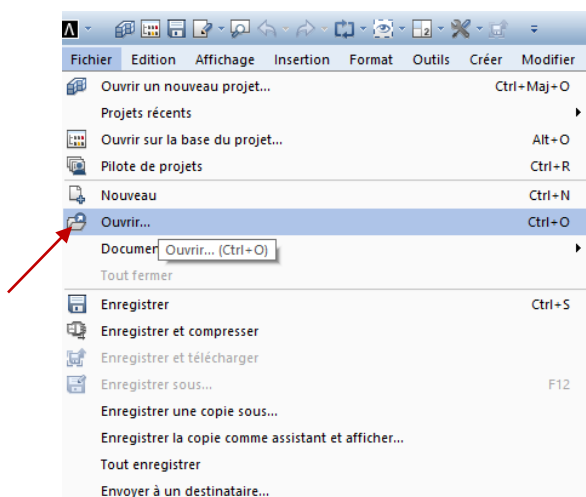 Fichier Edition Affichage Insertion Format Outils Créer Modifier
Ouvrir un nouveau projet... Ctrl+Maj+O
Projets récents
Ouvrir sur la base du projet... Alt+O
Pilote de projets Ctrl+R
Nouveau Ctrl+N
Ouvrir... Ctrl+O
Documen Ouvrir... (Ctrl+O)
Tout fermer
Enregistrer Ctrl+S
Enregistrer et compresser
Enregistrer et télécharger
Enregistrer sous... F12
Enregistrer une copie sous...
Enregistrer la copie comme assistant et afficher...
Tout enregistrer
Envoyer à un destinataire...